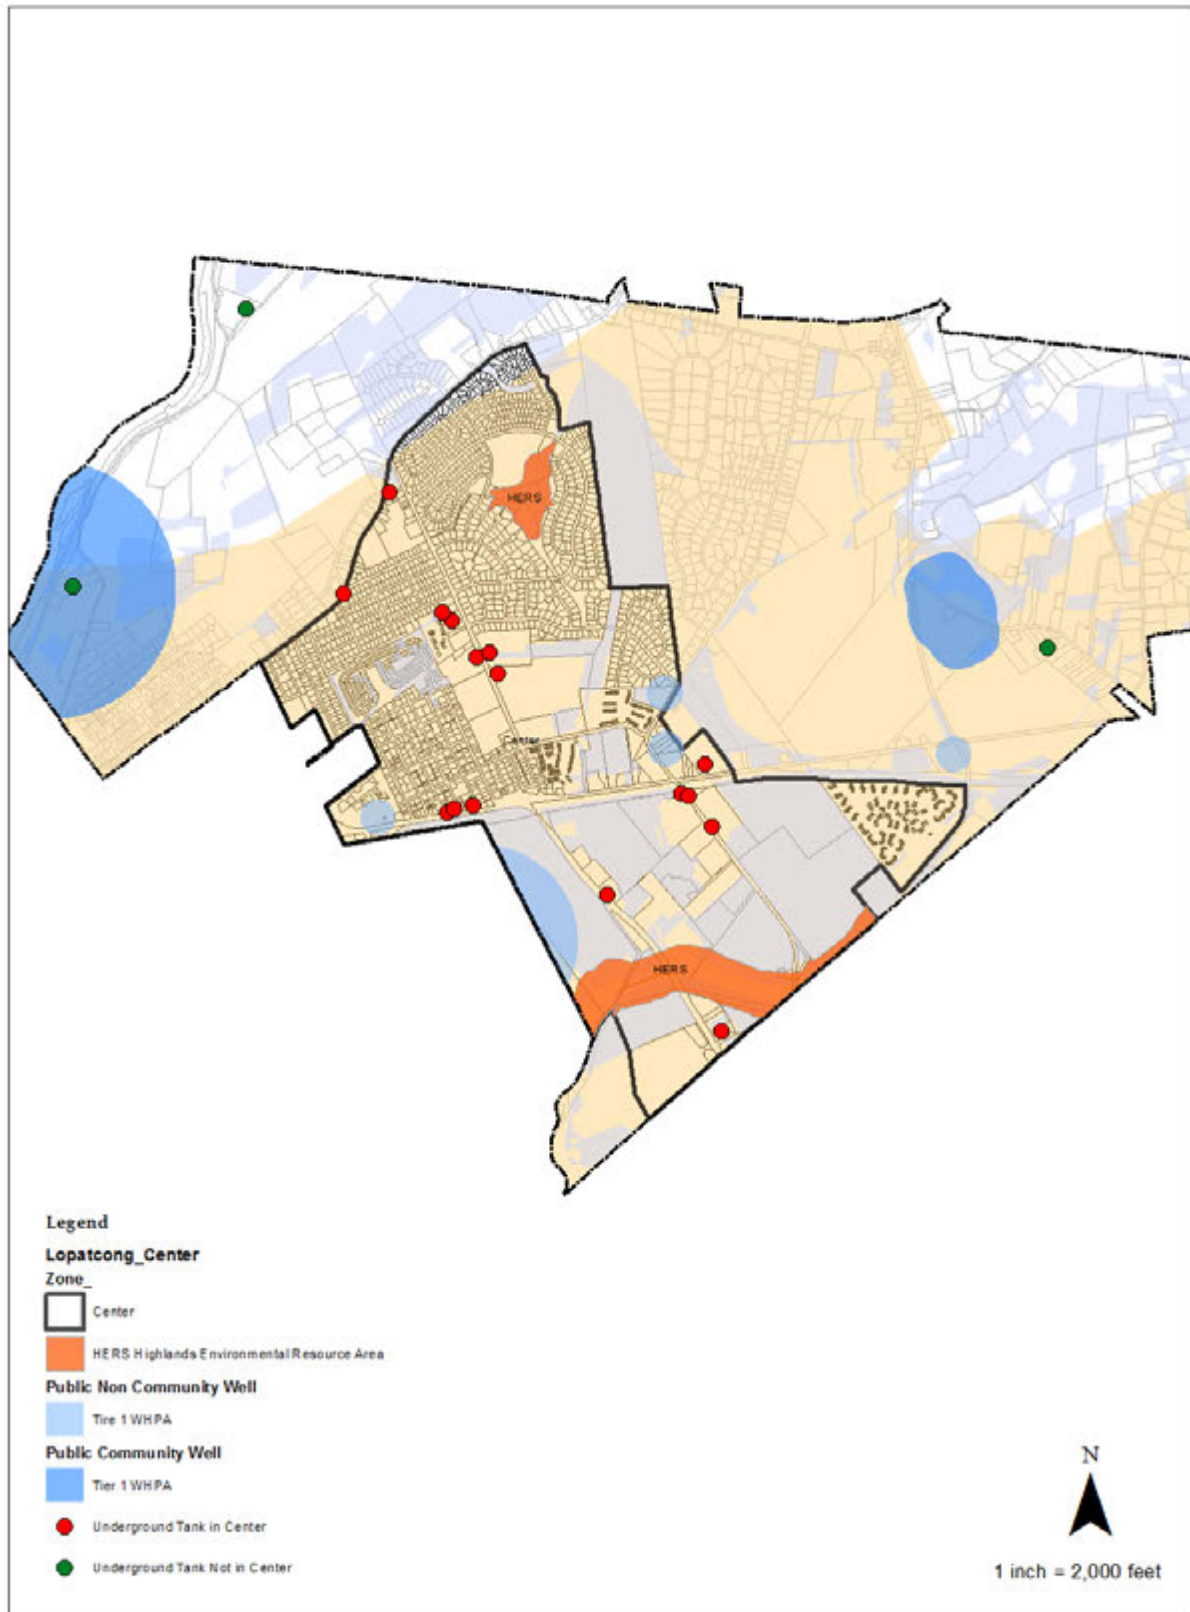 HERS
Center
HERS
Legend
Lopatcong_Center
Zone_
Center
HERS Highlands Environmental Resource Area
Public Non Community Well
Tire 1 WHPA
Public Community Well
Tier 1 WHPA
Underground Tank in Center
Underground Tank Not in Center
N
1 inch = 2,000 feet